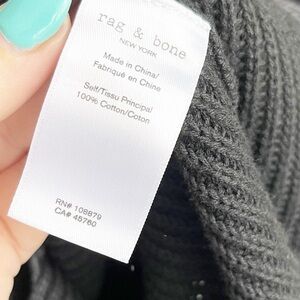 rag & bone
NEW YORK
Made in China/
Fabriqué en Chine
Self/Tissu Principal
100% Cotton/Coton
RN# 108879
CA# 45760